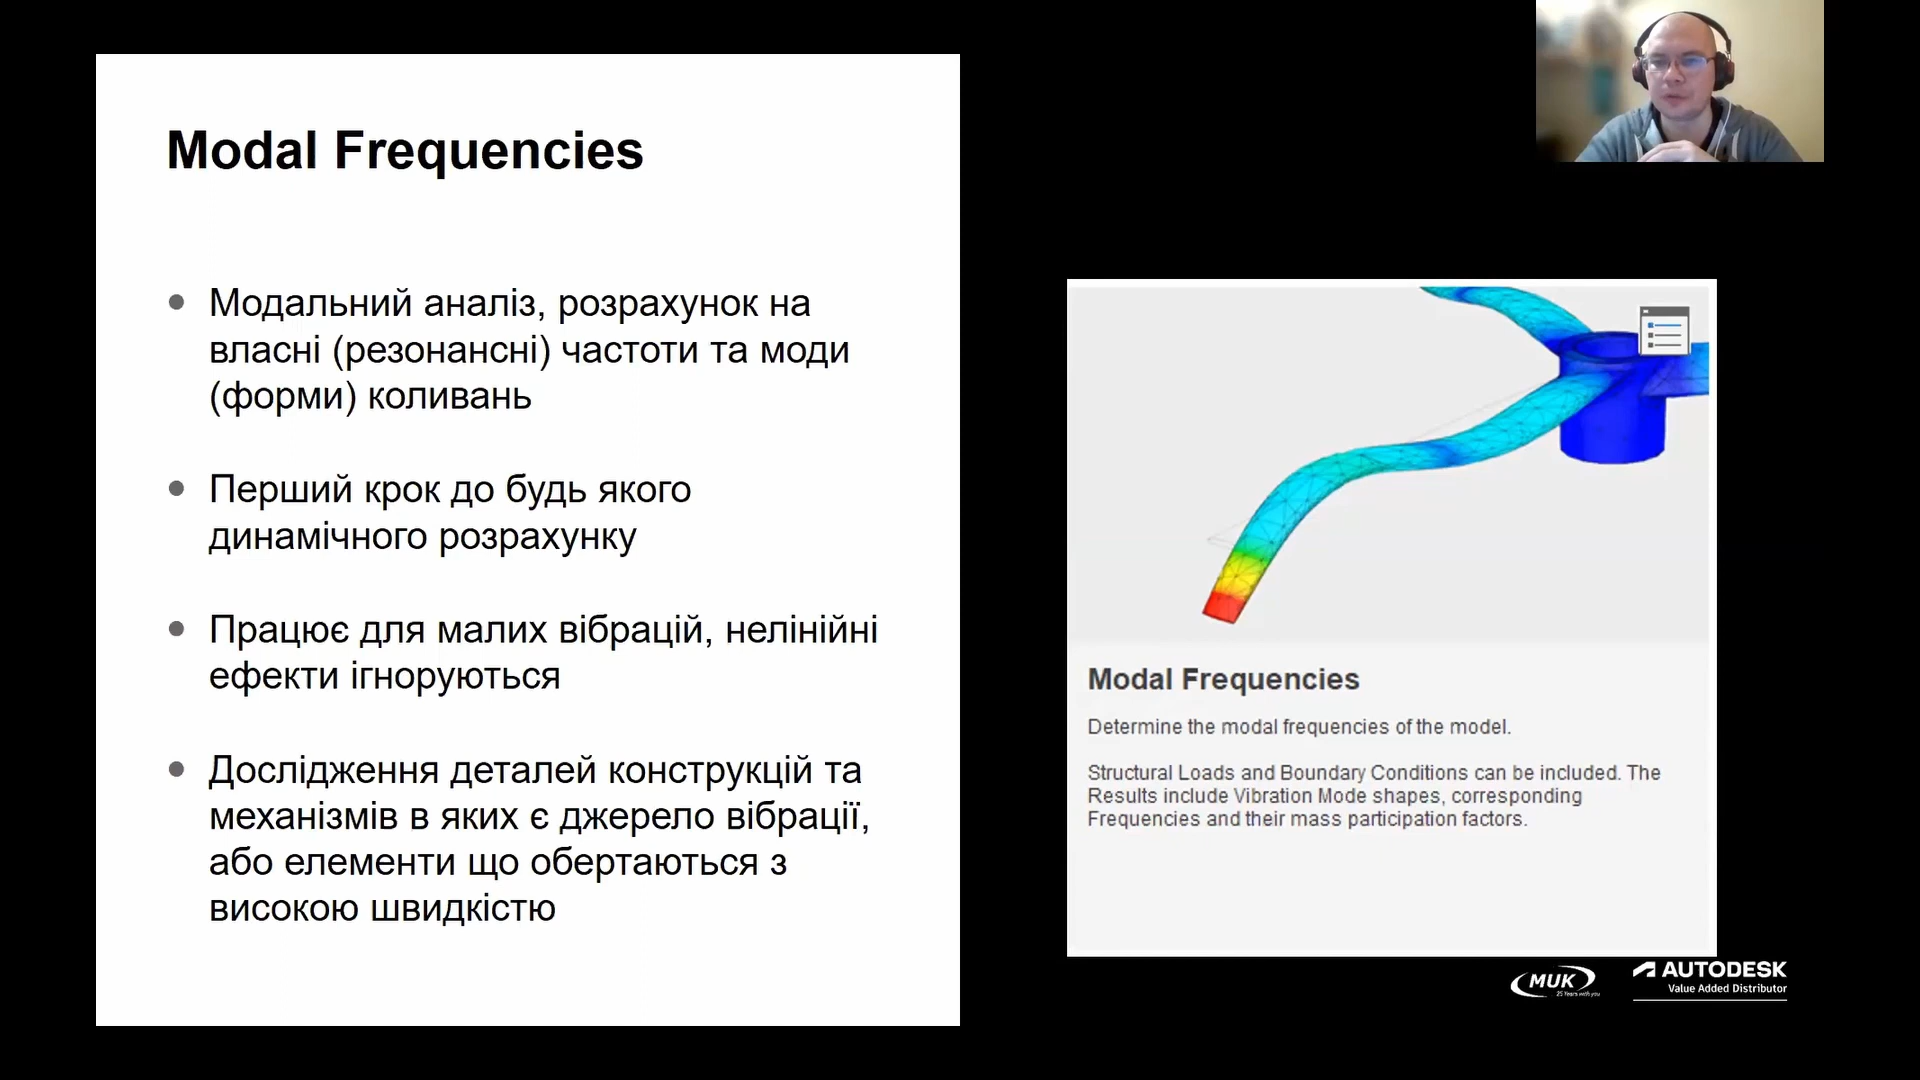 Modal Frequencies
Модальний аналіз, розрахунок на
власні (резонансні) частоти та моди
(форми) коливань
Перший крок до будь якого
динамічного розрахунку
Працює для малих вібрацій, нелінійні
ефекти ігноруються
Дослідження деталей конструкцій та
механізмів в яких є джерело вібрації,
або елементи що обертаються з
високою швидкістю
Modal Frequencies
Determine the modal frequencies of the model.
Structural Loads and Boundary Conditions can be included. The
Results include Vibration Mode shapes, corresponding
Frequencies and their mass participation factors.
MUK
25 Years with you
AUTODESK
Value Added Distributor